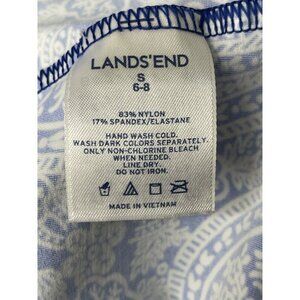 LANDS'END
S
6-8
83% NYLON
17% SPANDEX/ELASTANE
HAND WASH COLD.
WASH DARK COLORS SEPARATELY.
ONLY NON-CHLORINE BLEACH
WHEN NEEDED.
LINE DRY.
DO NOT IRON.
MADE IN VIETNAM